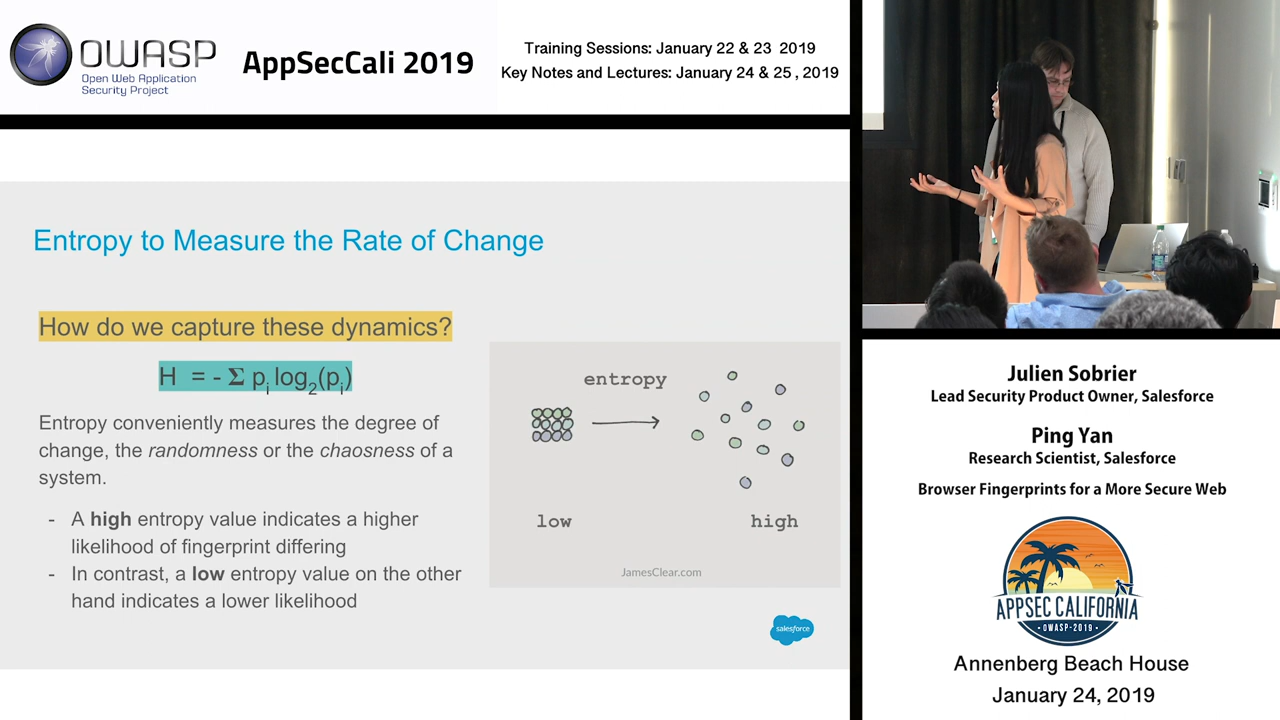 OWASP
Open Web Application
Security Project
AppSecCali 2019
Training Sessions: January 22 & 23 2019
Key Notes and Lectures: January 24 & 25 , 2019
Entropy to Measure the Rate of Change
How do we capture these dynamics?
H = - Σ pi log2(pi)
Entropy conveniently measures the degree of
change, the randomness or the chaosness of a
system.
- A high entropy value indicates a higher
likelihood of fingerprint differing
- In contrast, a low entropy value on the other
hand indicates a lower likelihood
entropy
low
high
JamesClear.com
salesforce
Julien Sobrier
Lead Security Product Owner, Salesforce
Ping Yan
Research Scientist, Salesforce
Browser Fingerprints for a More Secure Web
APPSEC CALIFORNIA
• OWASP-2019 •
Annenberg Beach House
January 24, 2019